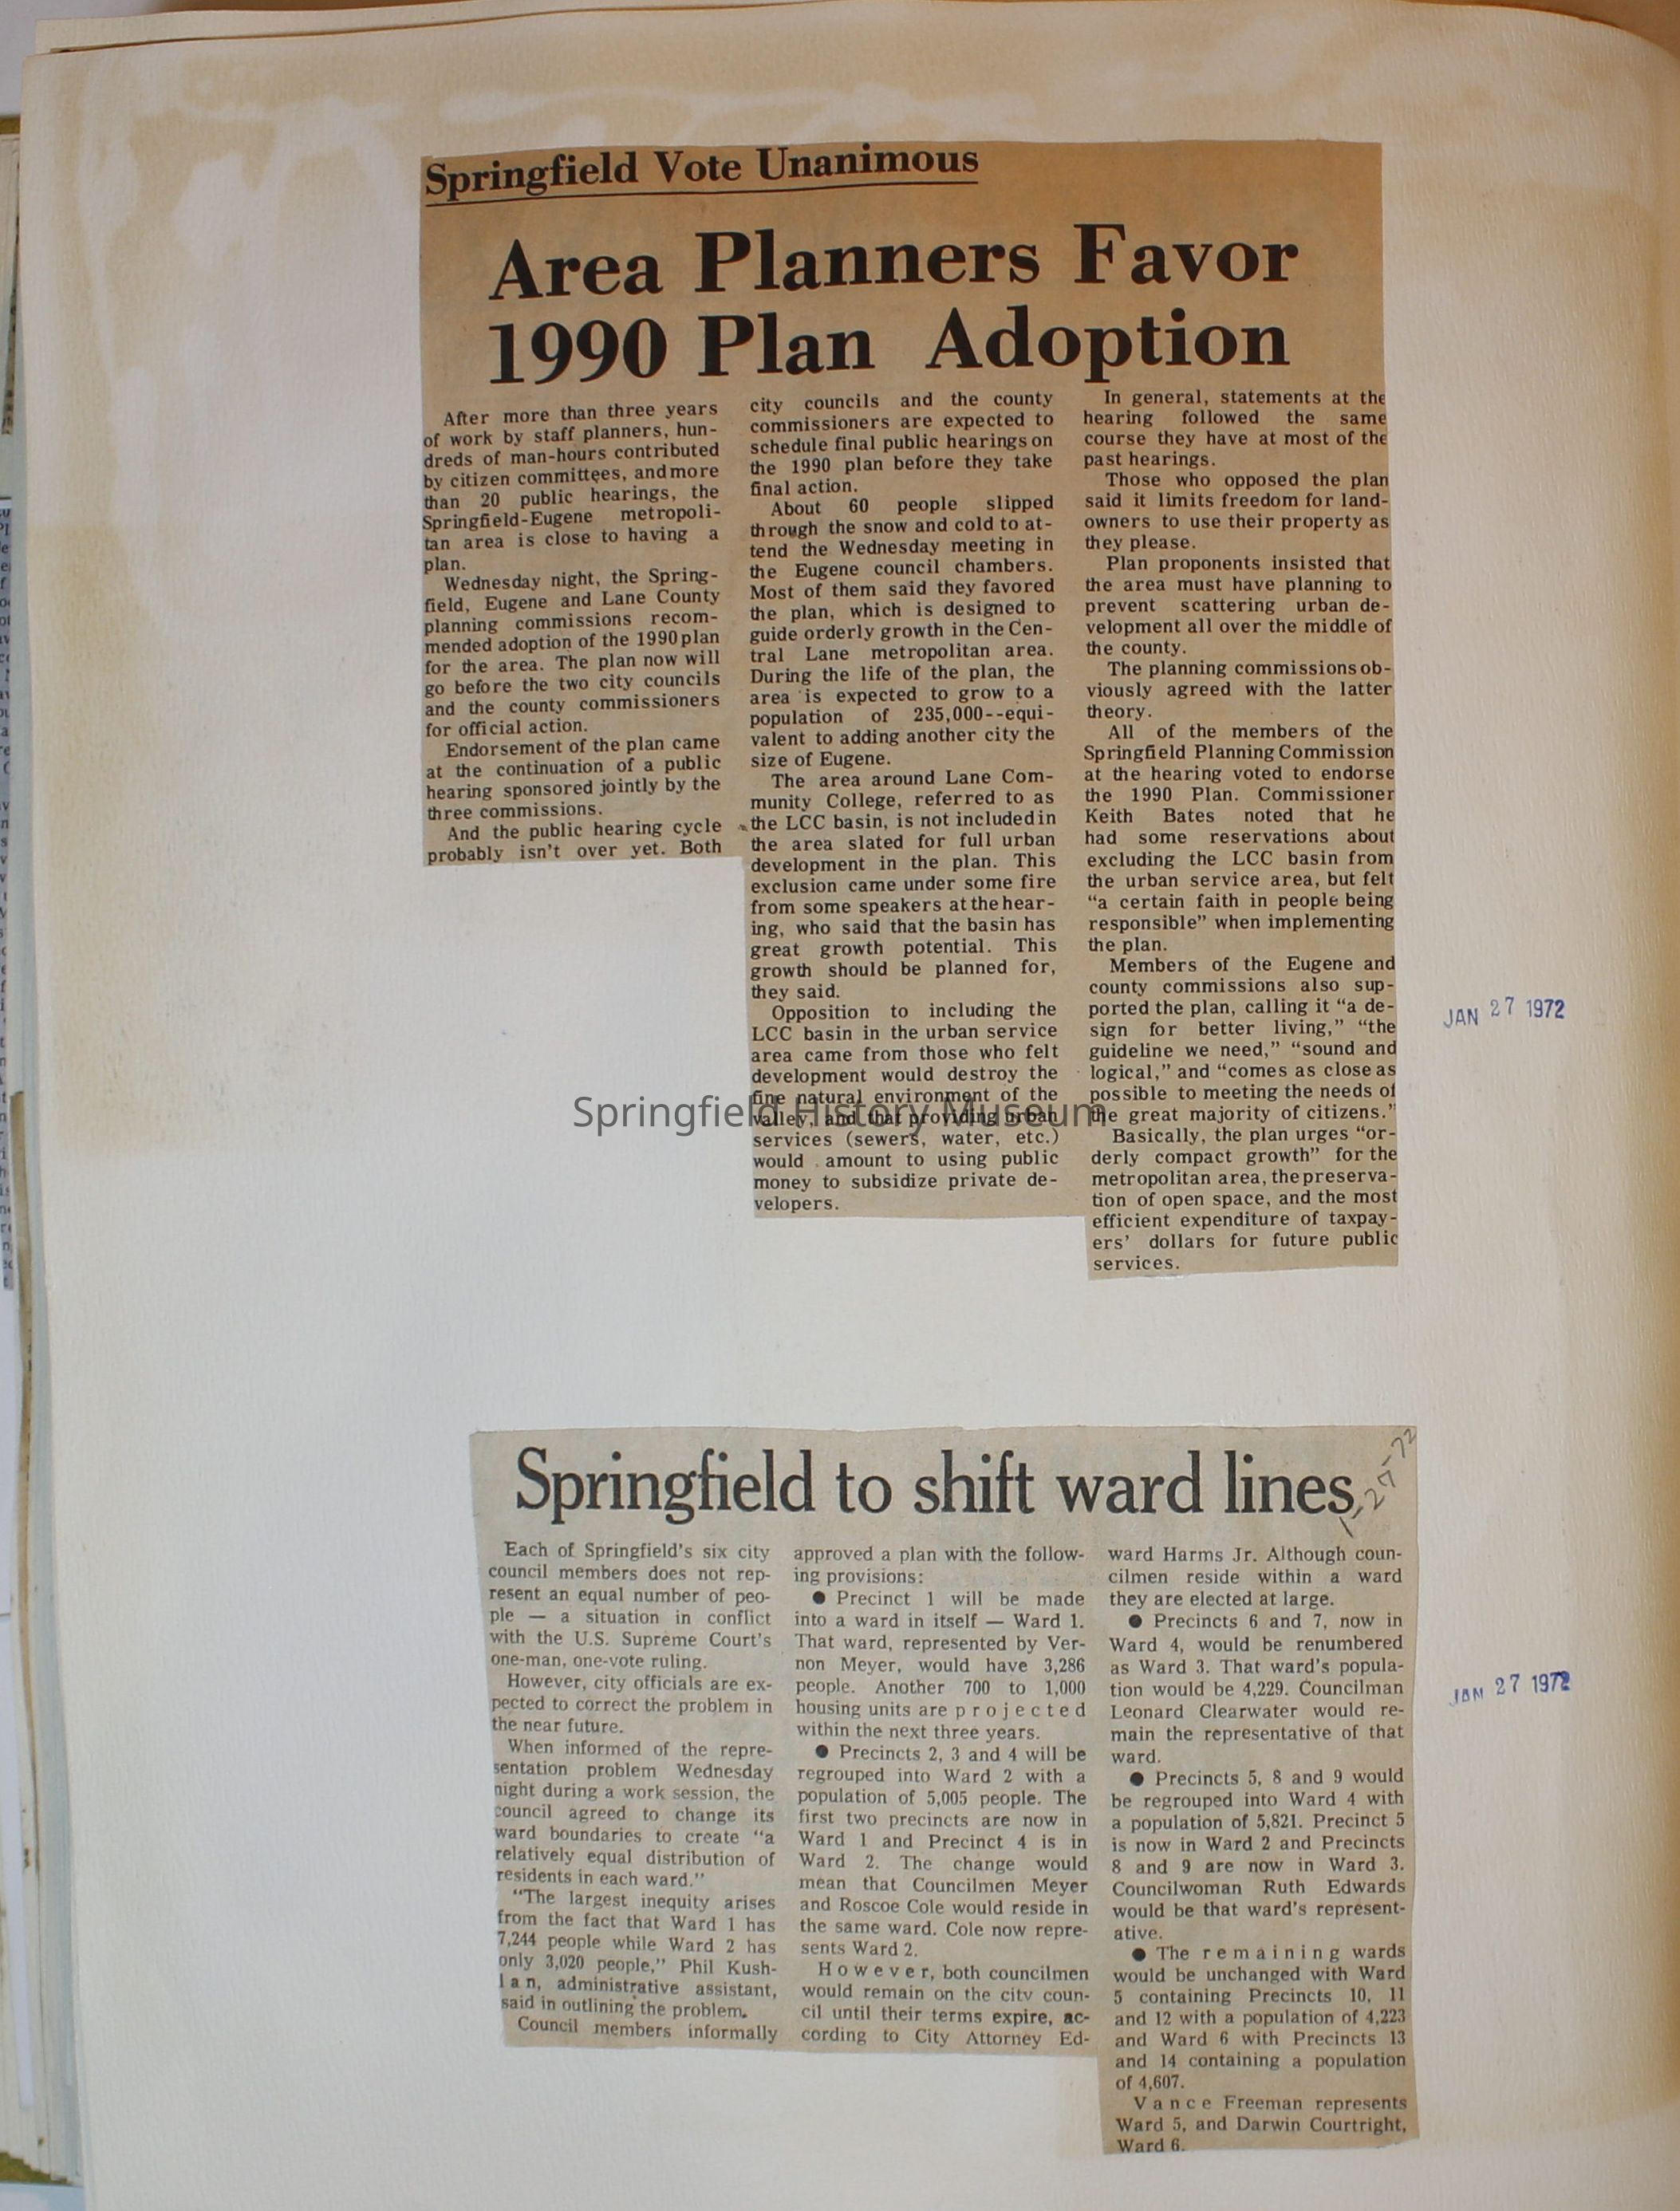 Springfield Vote Unanimous
Area Planners Favor
1990 Plan Adoption
After more than three years
of work by staff planners, hun-
dreds of man-hours contributed
by citizen committees, and more
than 20 public hearings, the
Springfield-Eugene metropoli-
tan area is close to having a
plan.
Wednesday night, the Spring-
field, Eugene and Lane County
planning commissions recom-
mended adoption of the 1990 plan
for the area. The plan now will
go before the two city councils
and the county commissioners
for official action.
Endorsement of the plan came
at the continuation of a public
hearing sponsored jointly by the
three commissions.
And the public hearing cycle
probably isn't over yet. Both
city councils and the county
commissioners are expected to
schedule final public hearings on
the 1990 plan before they take
final action.
About 60 people slipped
through the snow and cold to at-
tend the Wednesday meeting in
the Eugene council chambers.
Most of them said they favored
the plan, which is designed to
guide orderly growth in the Cen-
tral Lane metropolitan area.
During the life of the plan, the
area is expected to grow to a
population of 235,000--equi-
valent to adding another city the
size of Eugene.
The area around Lane Com-
munity College, referred to as
the LCC basin, is not included in
the area slated for full urban
development in the plan. This
exclusion came under some fire
from some speakers at the hear-
ing, who said that the basin has
great growth potential. This
growth should be planned for,
they said.
Opposition to including the
LCC basin in the urban service
area came from those who felt
development would destroy the
fine natural environment of the
valley, and that providing urban
services (sewers, water, etc.)
would amount to using public
money to subsidize private de-
velopers.
In general, statements at the
hearing followed the same
course they have at most of the
past hearings.
Those who opposed the plan
said it limits freedom for land-
owners to use their property as
they please.
Plan proponents insisted that
the area must have planning to
prevent scattering urban de-
velopment all over the middle of
the county.
The planning commissions ob-
viously agreed with the latter
theory.
All of the members of the
Springfield Planning Commission
at the hearing voted to endorse
the 1990 Plan. Commissioner
Keith Bates noted that he
had some reservations about
excluding the LCC basin from
the urban service area, but felt
"a certain faith in people being
responsible" when implementing
the plan.
Members of the Eugene and
county commissions also sup-
ported the plan, calling it "a de-
sign for better living," "the
guideline we need," "sound and
logical," and "comes as close as
possible to meeting the needs of
the great majority of citizens."
Basically, the plan urges "or-
derly compact growth" for the
metropolitan area, the preserva-
tion of open space, and the most
efficient expenditure of taxpay-
ers' dollars for future public
services.
JAN 27 1972
Springfield History Museum
Springfield to shift ward lines
1-27-72
Each of Springfield's six city
council members does not rep-
resent an equal number of peo-
ple — a situation in conflict
with the U.S. Supreme Court's
one-man, one-vote ruling.
However, city officials are ex-
pected to correct the problem in
the near future.
When informed of the repre-
sentation problem Wednesday
night during a work session, the
council agreed to change its
ward boundaries to create "a
relatively equal distribution of
residents in each ward."
"The largest inequity arises
from the fact that Ward 1 has
7,244 people while Ward 2 has
only 3,020 people," Phil Kush-
lan, administrative assistant,
said in outlining the problem.
Council members informally
approved a plan with the follow-
ing provisions:
● Precinct 1 will be made
into a ward in itself — Ward 1.
That ward, represented by Ver-
non Meyer, would have 3,286
people. Another 700 to 1,000
housing units are projected
within the next three years.
● Precincts 2, 3 and 4 will be
regrouped into Ward 2 with a
population of 5,005 people. The
first two precincts are now in
Ward 1 and Precinct 4 is in
Ward 2. The change would
mean that Councilmen Meyer
and Roscoe Cole would reside in
the same ward. Cole now repre-
sents Ward 2.
However, both councilmen
would remain on the city coun-
cil until their terms expire, ac-
cording to City Attorney Ed-
ward Harms Jr. Although coun-
cilmen reside within a ward
they are elected at large.
● Precincts 6 and 7, now in
Ward 4, would be renumbered
as Ward 3. That ward's popula-
tion would be 4,229. Councilman
Leonard Clearwater would re-
main the representative of that
ward.
● Precincts 5, 8 and 9 would
be regrouped into Ward 4 with
a population of 5,821. Precinct 5
is now in Ward 2 and Precincts
8 and 9 are now in Ward 3.
Councilwoman Ruth Edwards
would be that ward's represent-
ative.
● The remaining wards
would be unchanged with Ward
5 containing Precincts 10, 11
and 12 with a population of 4,223
and Ward 6 with Precincts 13
and 14 containing a population
of 4,607.
Vance Freeman represents
Ward 5, and Darwin Courtright,
Ward 6.
JAN 27 1972